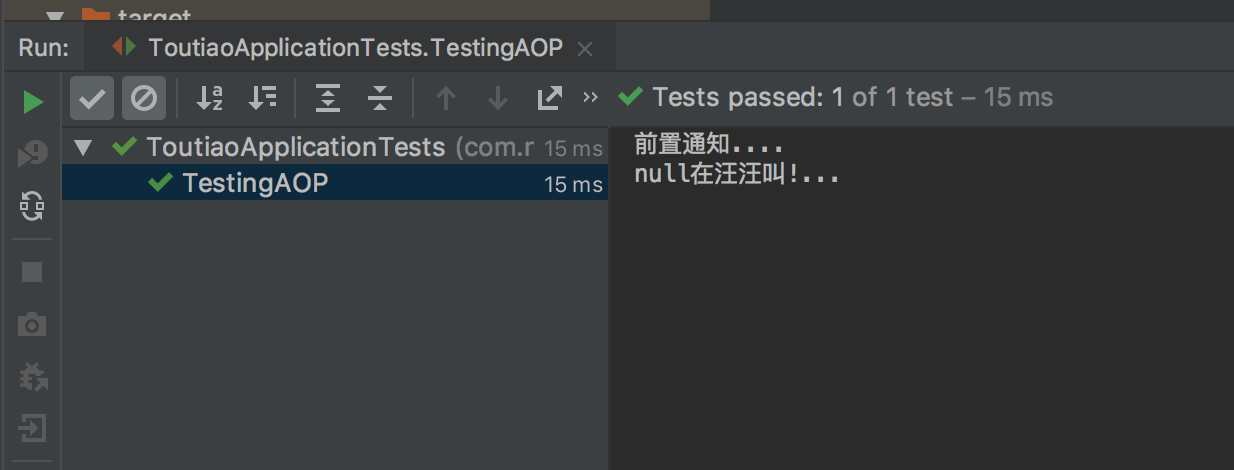 target
Run: ToutiaoApplicationTests.TestingAOP
Tests passed: 1 of 1 test – 15 ms
ToutiaoApplicationTests (com.r 15 ms
TestingAOP 15 ms
前置通知....
null在汪汪叫!...